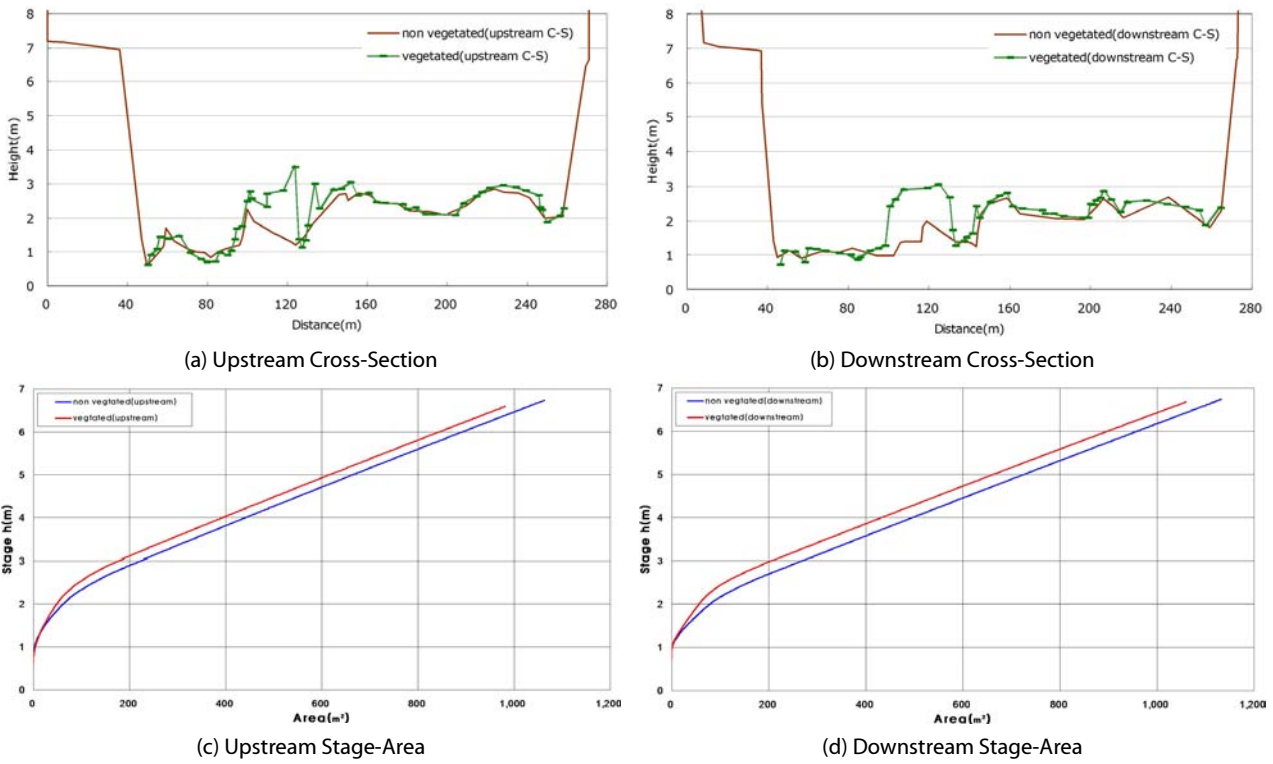 8
7
6
5
4
3
2
1
0
Height(m)
non vegetated(upstream C-S)
vegetated(upstream C-S)
0 40 80 120 160 200 240 280
Distance(m)
(a) Upstream Cross-Section
8
7
6
5
4
3
2
1
0
Height(m)
non vegetated(downstream C-S)
vegetated(downstream C-S)
0 40 80 120 160 200 240 280
Distance(m)
(b) Downstream Cross-Section
7
6
5
4
3
2
1
0
Stage h(m)
non vegtated(upstream)
vegtated(upstream)
0 200 400 600 800 1,000 1,200
Area(m²)
(c) Upstream Stage-Area
7
6
5
4
3
2
1
0
Stage h(m)
non vegtated(downstream)
vegtated(downstream)
0 200 400 600 800 1,000 1,200
Area(m²)
(d) Downstream Stage-Area